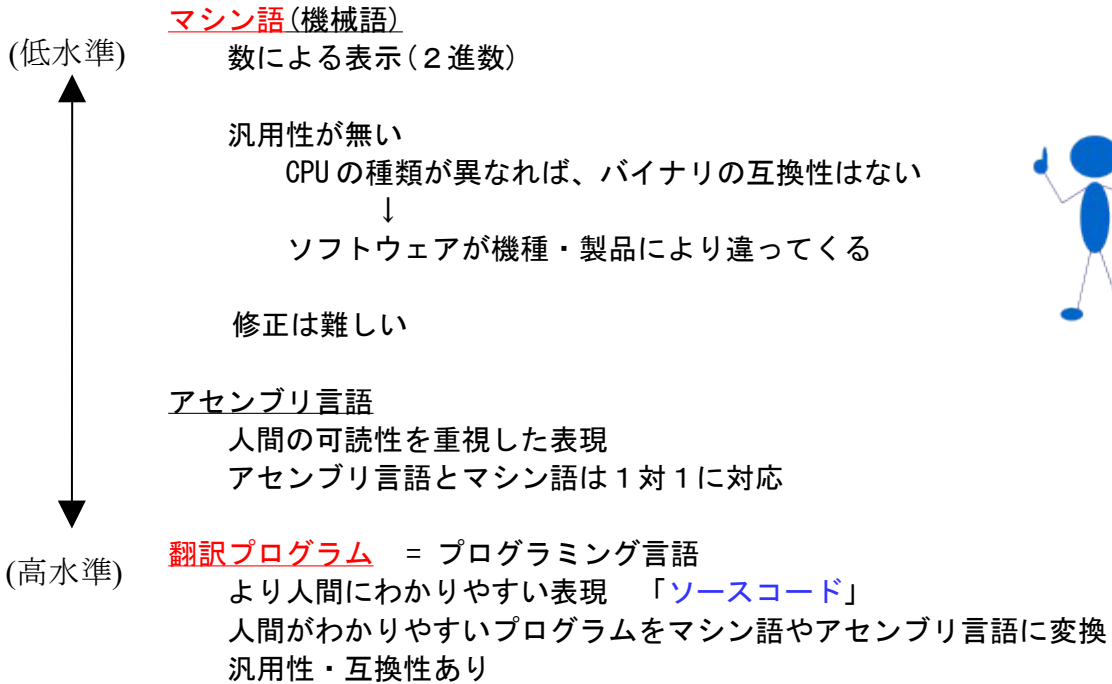 マシン語(機械語)
(低水準)
数による表示(２進数)
汎用性が無い
CPUの種類が異なれば、バイナリの互換性はない
↓
ソフトウェアが機種・製品により違ってくる
修正は難しい
アセンブリ言語
人間の可読性を重視した表現
アセンブリ言語とマシン語は１対１に対応
(高水準)
翻訳プログラム = プログラミング言語
より人間にわかりやすい表現 「ソースコード」
人間がわかりやすいプログラムをマシン語やアセンブリ言語に変換
汎用性・互換性あり